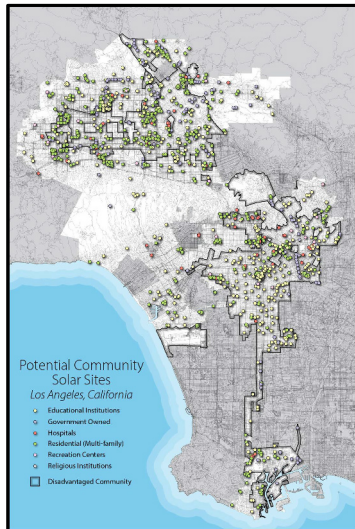 Potential Community
Solar Sites
Los Angeles, California
Educational Institutions
Government Owned
Hospitals
Residential (Multi-family)
Recreation Centers
Religious Institutions
Disadvantaged Community